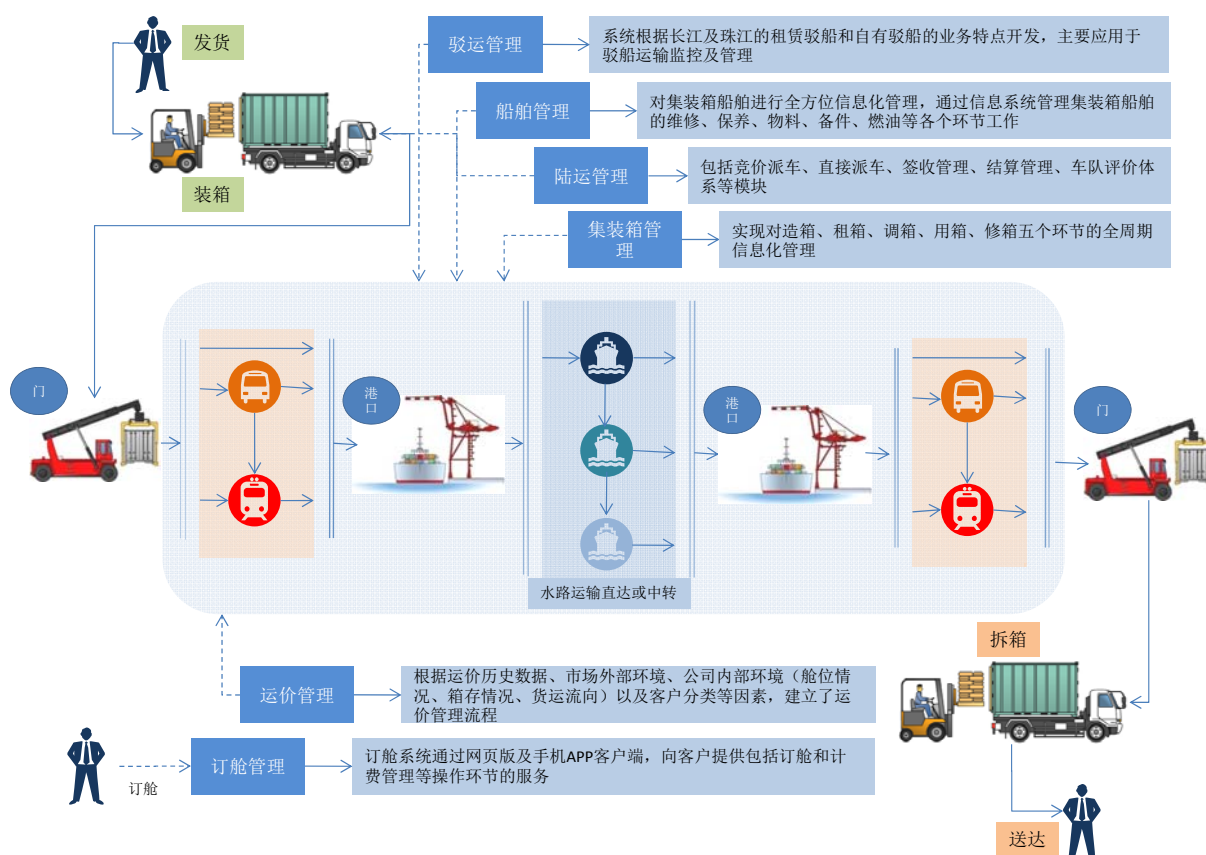 发货
装箱
驳运管理
系统根据长江及珠江的租赁驳船和自有驳船的业务特点开发，主要应用于
驳船运输监控及管理
船舶管理
对集装箱船舶进行全方位信息化管理，通过信息系统管理集装箱船舶
的维修、保养、物料、备件、燃油等各个环节工作
陆运管理
包括竞价派车、直接派车、签收管理、结算管理、车队评价体
系等模块
集装箱管
理
实现对造箱、租箱、调箱、用箱、修箱五个环节的全周期
信息化管理
门
港
口
港
口
门
水路运输直达或中转
拆箱
运价管理
根据运价历史数据、市场外部环境、公司内部环境（舱位情
况、箱存情况、货运流向）以及客户分类等因素，建立了运
价管理流程
订舱
订舱管理
订舱系统通过网页版及手机APP客户端，向客户提供包括订舱和计
费管理等操作环节的服务
送达